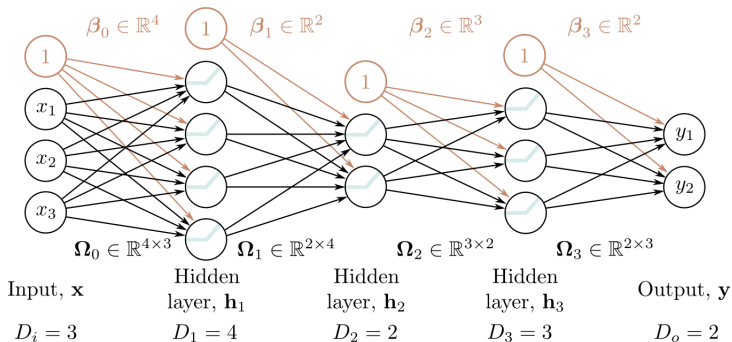 𝜷₀ ∈ ℝ⁴ 𝜷₁ ∈ ℝ² 𝜷₂ ∈ ℝ³ 𝜷₃ ∈ ℝ²
1 1 1 1
x₁
x₂
x₃
y₁
y₂
𝛀₀ ∈ ℝ⁴ˣ³ 𝛀₁ ∈ ℝ²ˣ⁴ 𝛀₂ ∈ ℝ³ˣ² 𝛀₃ ∈ ℝ²ˣ³
Input, 𝐱
Hidden
layer, 𝐡₁
Hidden
layer, 𝐡₂
Hidden
layer, 𝐡₃
Output, 𝐲
Dᵢ = 3 D₁ = 4 D₂ = 2 D₃ = 3 Dₒ = 2